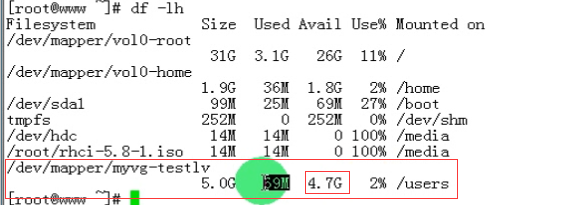 [root@www ~]# df -lh
Filesystem Size Used Avail Use% Mounted on
/dev/mapper/vol0-root
31G 3.1G 26G 11% /
/dev/mapper/vol0-home
1.9G 36M 1.8G 2% /home
/dev/sda1 99M 25M 69M 27% /boot
tmpfs 252M 0 252M 0% /dev/shm
/dev/hdc 14M 14M 0 100% /media
/root/rhci-5.8-1.iso 14M 14M 0 100% /media
/dev/mapper/myvg-testlv
5.0G 69M 4.7G 2% /users
[root@www ~]#